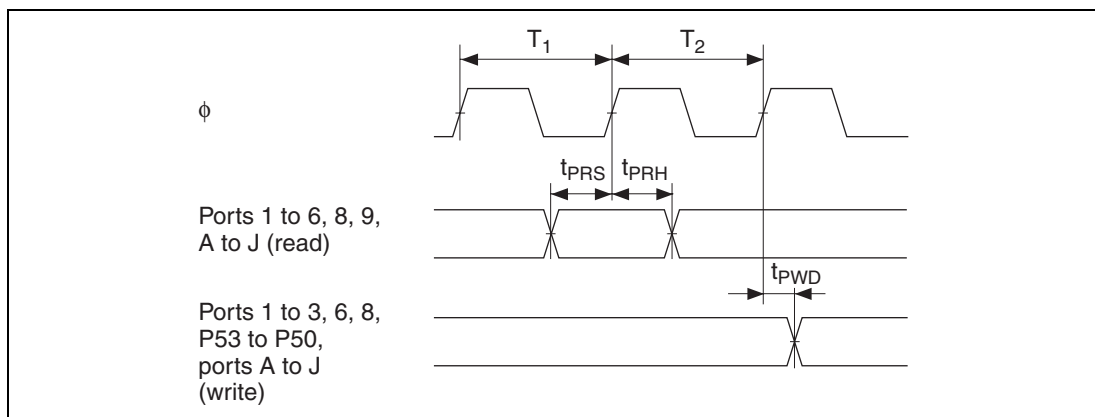 T1 T2
ϕ
tPRS tPRH
Ports 1 to 6, 8, 9,
A to J (read)
tPWD
Ports 1 to 3, 6, 8,
P53 to P50,
ports A to J
(write)